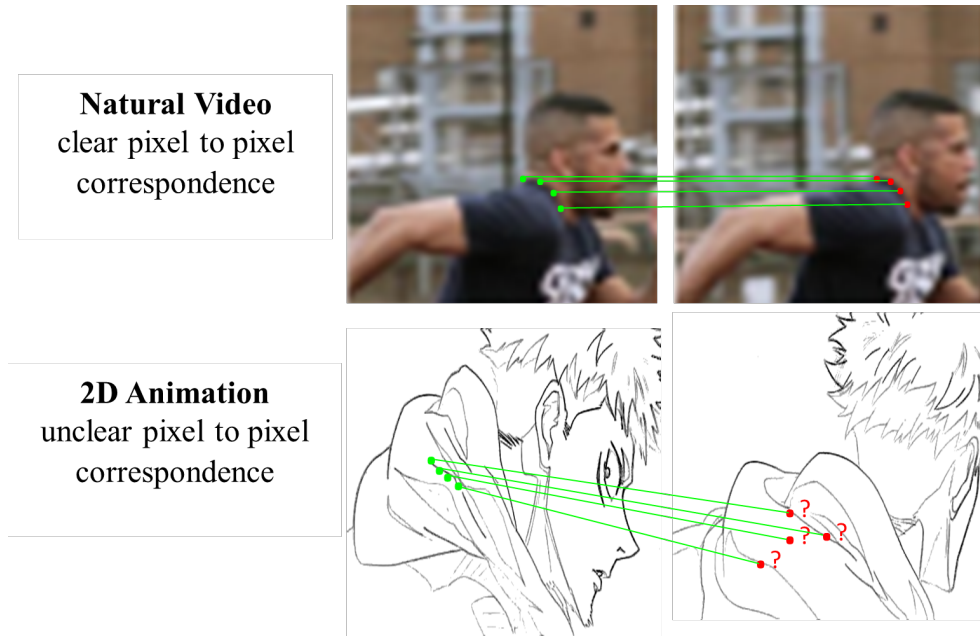 Natural Video
clear pixel to pixel
correspondence
2D Animation
unclear pixel to pixel
correspondence
?
?
?
?